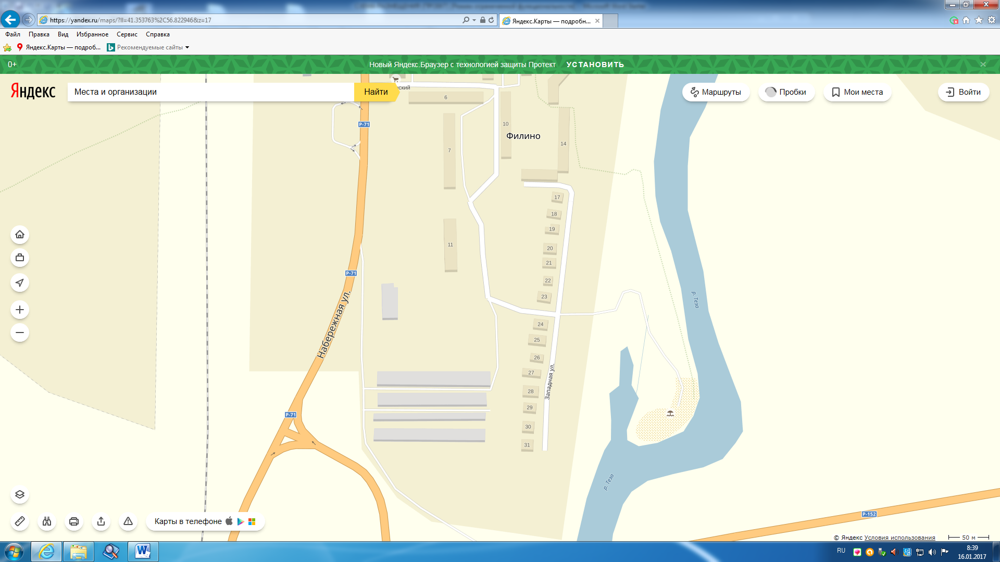 https://yandex.ru/maps/?ll=41.353763%2C56.822946&z=17
Яндекс.Карты — подробн...
Файл Правка Вид Избранное Сервис Справка
Яндекс.Карты — подроб...
Рекомендуемые сайты
0+
Новый Яндекс.Браузер с технологией защиты Протект УСТАНОВИТЬ
Яндекс
Места и организации
Найти
Маршруты
Пробки
Мои места
Войти
6
P-71
10
Филино
14
7
17
18
19
11
20
21
P-71
22
23
р. Теза
Набережная ул.
24
25
26
27
Западная ул.
28
29
P-71
30
31
р. Теза
P-152
Карты в телефоне
© Яндекс Условия использования
50 м
RU
8:39
16.01.2017